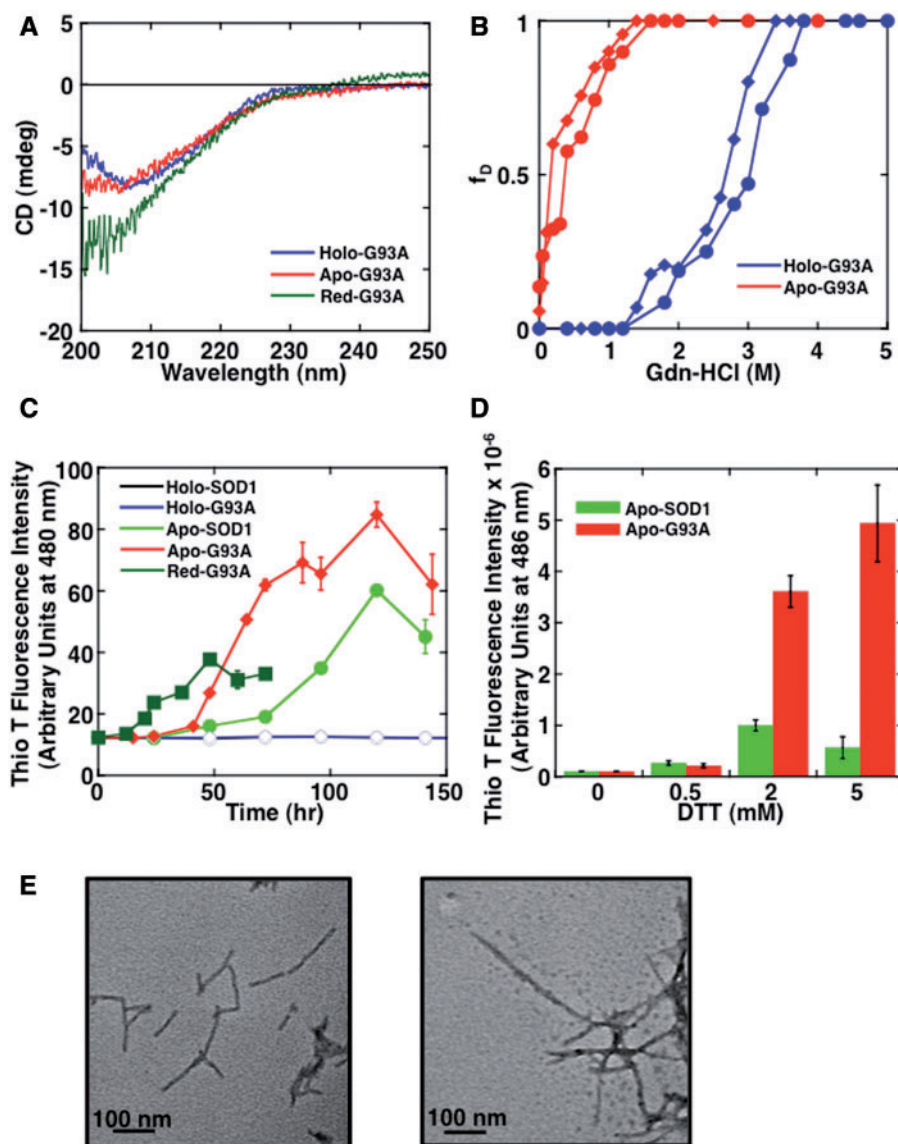 A
5
0
-5
-10
-15
-20
CD (mdeg)
Holo-G93A
Apo-G93A
Red-G93A
200 210 220 230 240 250
Wavelength (nm)
B
1
0.5
0
f_D
Holo-G93A
Apo-G93A
0 1 2 3 4 5
Gdn-HCl (M)
C
Thio T Fluorescence Intensity
(Arbitrary Units at 480 nm)
100
80
60
40
20
0
Holo-SOD1
Holo-G93A
Apo-SOD1
Apo-G93A
Red-G93A
0 50 100 150
Time (hr)
D
Thio T Fluorescence Intensity x 10⁻⁶
(Arbitrary Units at 486 nm)
6
5
4
3
2
1
0
Apo-SOD1
Apo-G93A
0 0.5 2 5
DTT (mM)
E
100 nm
100 nm